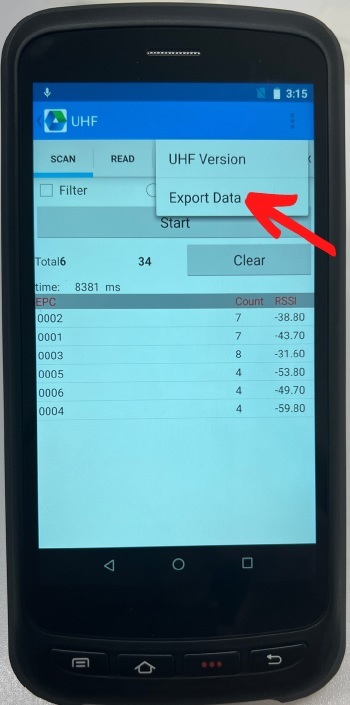 3:15
UHF
SCAN READ
UHF Version
Filter
Export Data
Start
Total6 34 Clear
time: 8381 ms
EPC Count RSSI
0002 7 -38.80
0001 7 -43.70
0003 8 -31.60
0005 4 -53.80
0006 4 -49.70
0004 4 -59.80